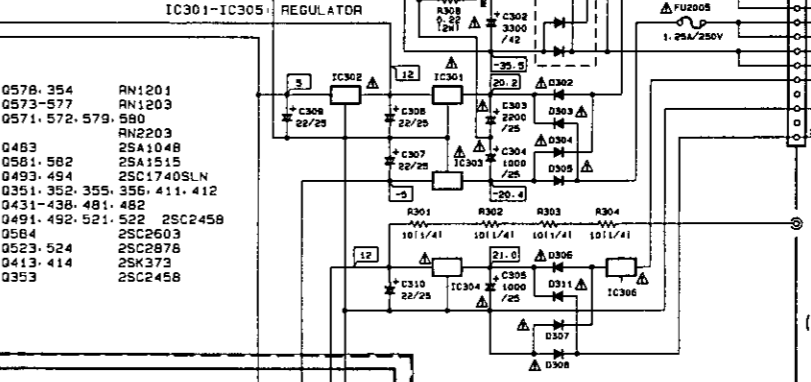 IC301-IC305: REGULATOR
R308
0.22
[2W]
C302
3300
/42
FU2005
1.25A/250V
-35.5
5
IC302
12
IC301
20.2
D302
Q578, 354 RN1201
Q573-577 RN1203
Q571, 572, 579, 580
RN2203
Q483 2SA1048
Q581, 582 2SA1515
Q493, 494 2SC1740SLN
Q351, 352, 355, 356, 411, 412
Q431-438, 481, 482
Q491, 492, 521, 522 2SC2458
Q584 2SC2603
Q523, 524 2SC2878
Q413, 414 2SK373
Q353 2SC2458
C309
22/25
C308
22/25
C303
2200
/25
D303
D304
C307
22/25
IC303
C304
1000
/25
D305
-5
-20.4
R301
10[1/4]
R302
10[1/4]
R303
10[1/4]
R304
10[1/4]
12
21.0
D306
C310
22/25
IC304
C305
1000
/25
D311
IC306
D307
D308